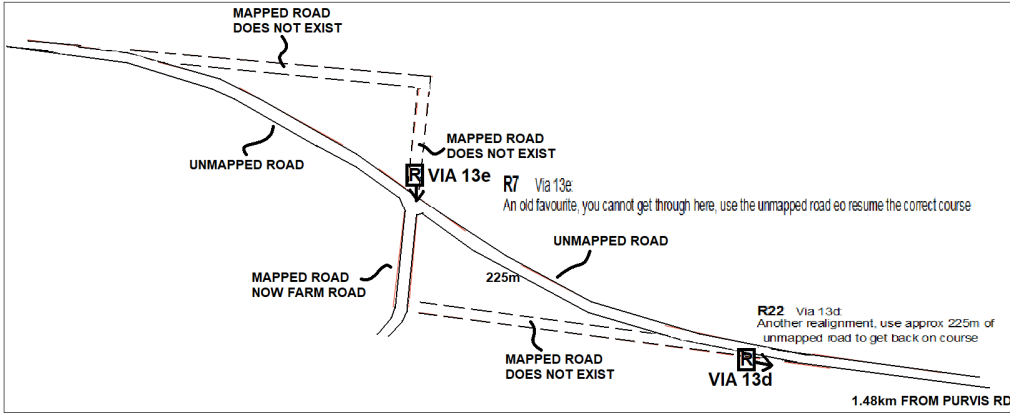 MAPPED ROAD
DOES NOT EXIST
UNMAPPED ROAD
MAPPED ROAD
DOES NOT EXIST
R VIA 13e
R7 Via 13e:
An old favourite, you cannot get through here, use the unmapped road eo resume the correct course
UNMAPPED ROAD
MAPPED ROAD
NOW FARM ROAD
225m
R22 Via 13d:
Another realignment, use approx 225m of
unmapped road to get back on course
MAPPED ROAD
DOES NOT EXIST
R
VIA 13d
1.48km FROM PURVIS RD